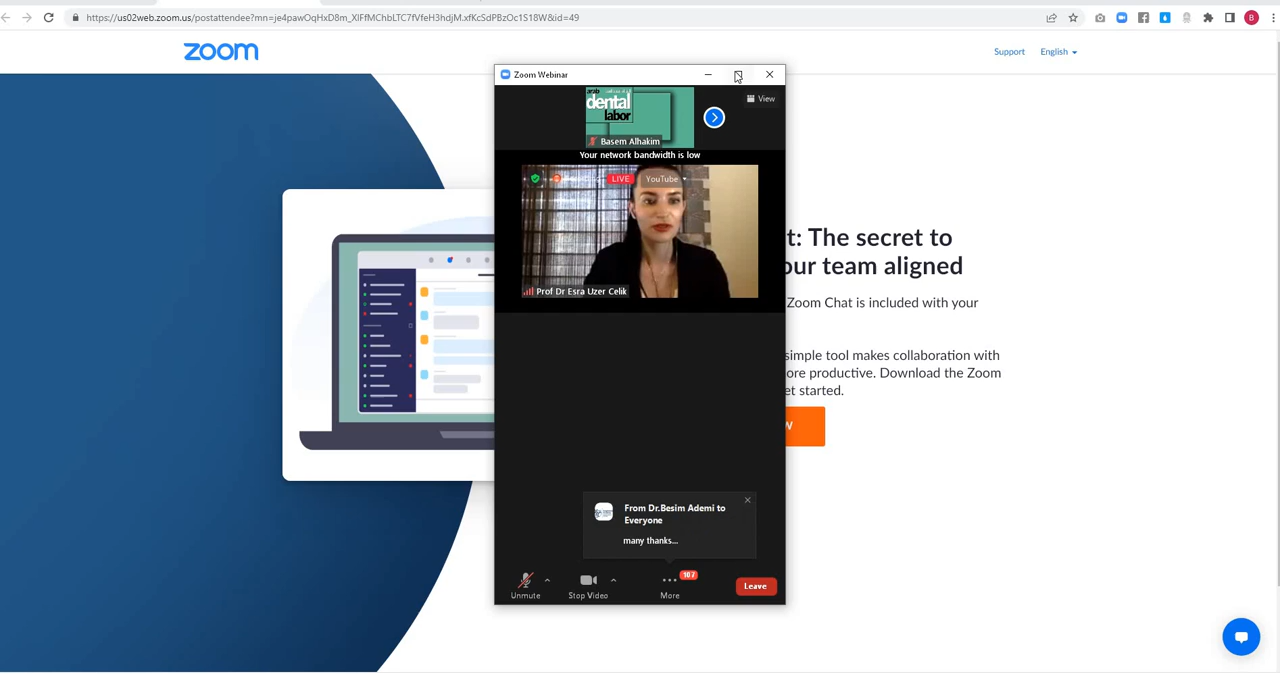 https://us02web.zoom.us/postattendee?mn=je4pawOqHxD8m_XIFfMChbLTC7fVfeH3hdjM.xfKcSdPBzOc1S18W&id=49
B
zoom
Support
English
Zoom Webinar
arab
dental
labor
View
Basem Alhakim
Your network bandwidth is low
LIVE
YouTube
Prof Dr Esra Uzer Celik
t: The secret to
our team aligned
Zoom Chat is included with your
simple tool makes collaboration with
ore productive. Download the Zoom
et started.
W
From Dr.Besim Ademi to
Everyone
many thanks...
Unmute
Stop Video
107
More
Leave